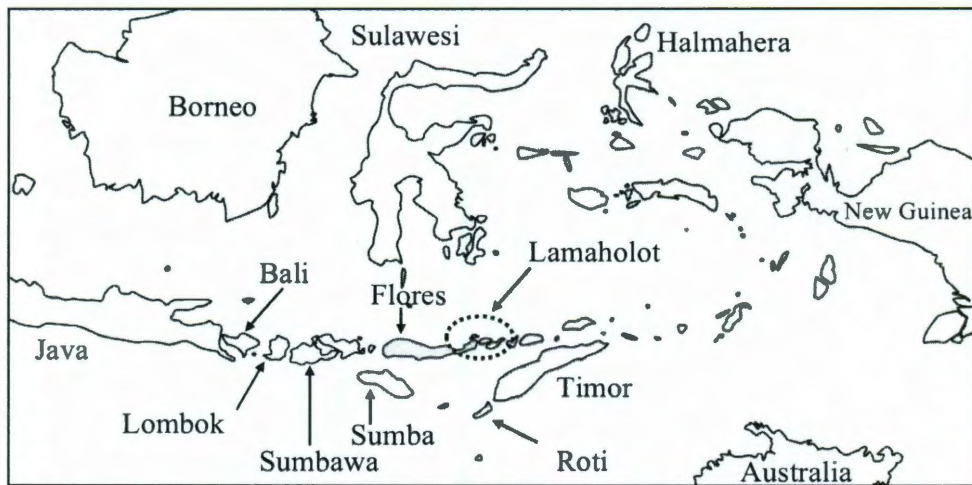 Sulawesi
Halmahera
Borneo
New Guinea
Lamaholot
Bali
Flores
Java
Timor
Lombok
Sumba
Sumbawa
Roti
Australia